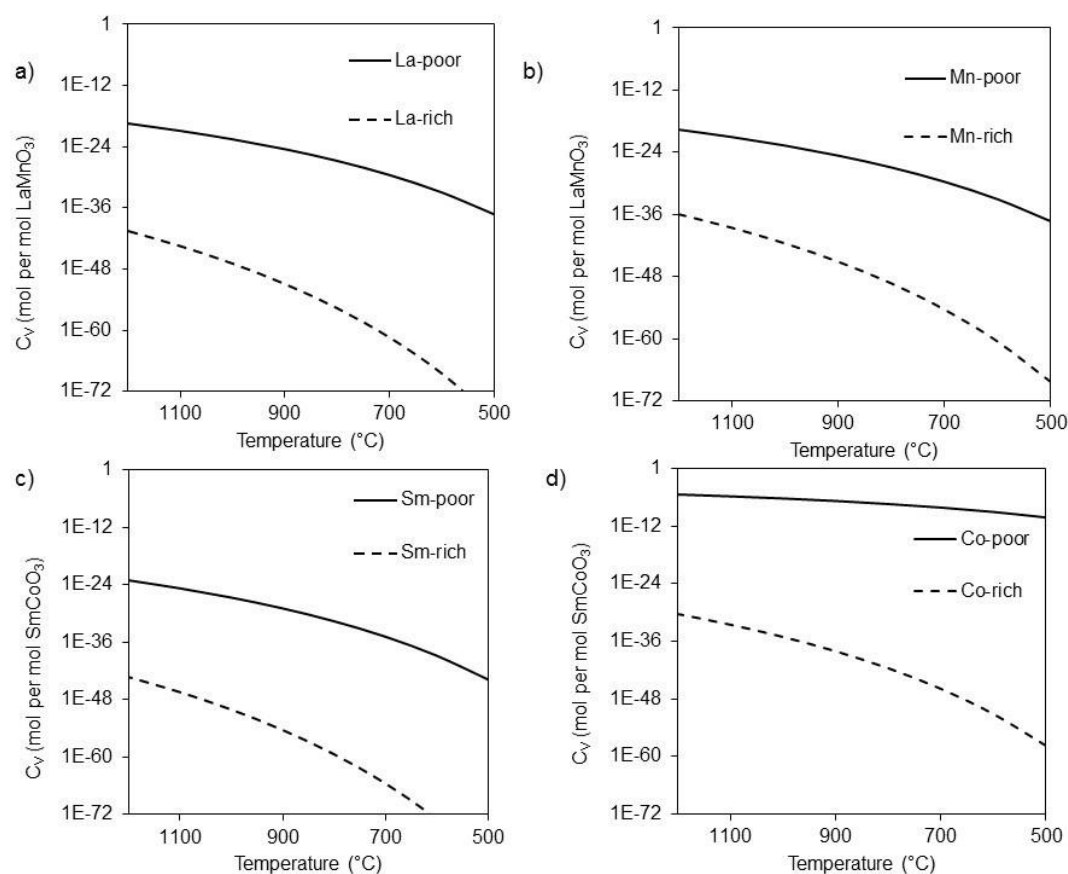 a)
1
1E-12
1E-24
1E-36
1E-48
1E-60
1E-72
C_V (mol per mol LaMnO₃)
La-poor
La-rich
1100 900 700 500
Temperature (°C)
b)
1
1E-12
1E-24
1E-36
1E-48
1E-60
1E-72
C_V (mol per mol LaMnO₃)
Mn-poor
Mn-rich
1100 900 700 500
Temperature (°C)
c)
1
1E-12
1E-24
1E-36
1E-48
1E-60
1E-72
C_V (mol per mol SmCoO₃)
Sm-poor
Sm-rich
1100 900 700 500
Temperature (°C)
d)
1
1E-12
1E-24
1E-36
1E-48
1E-60
1E-72
C_V (mol per mol SmCoO₃)
Co-poor
Co-rich
1100 900 700 500
Temperature (°C)